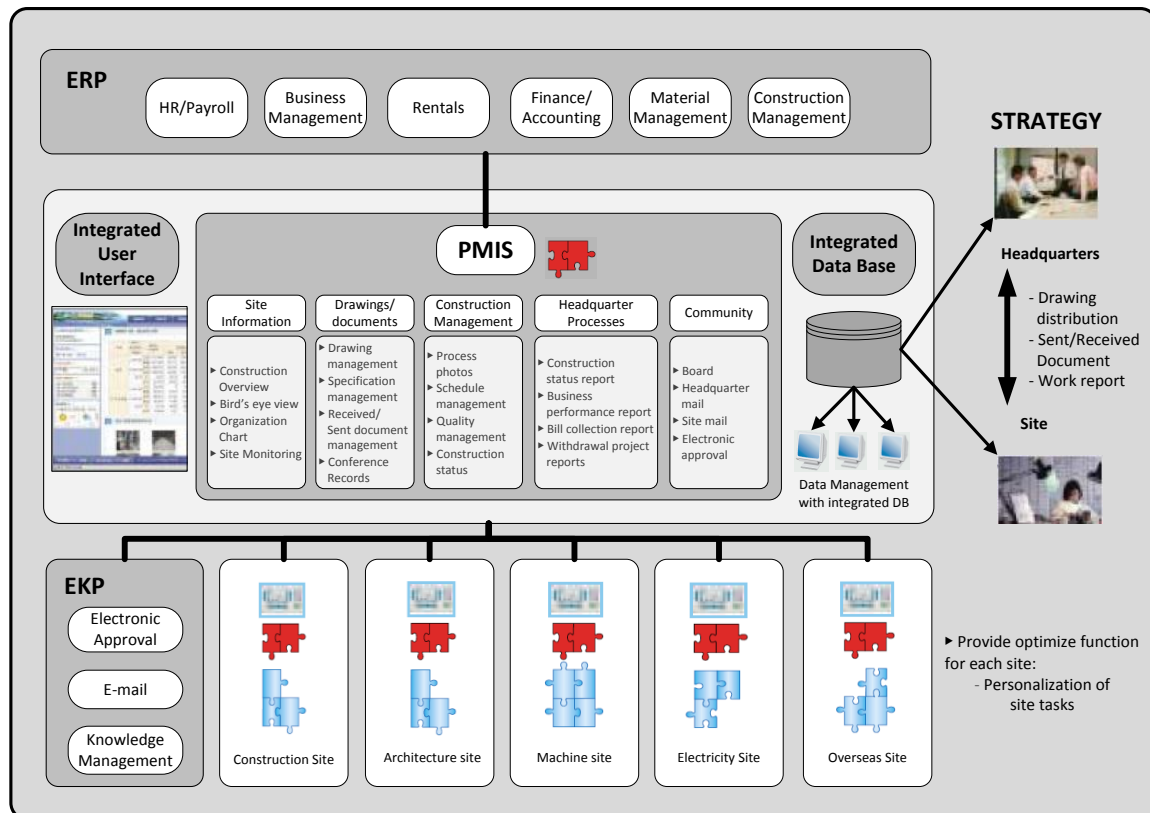 ERP
HR/Payroll
Business
Management
Rentals
Finance/
Accounting
Material
Management
Construction
Management
STRATEGY
Headquarters
- Drawing
distribution
- Sent/Received
Document
- Work report
Site
Integrated
User
Interface
PMIS
Site
Information
▸ Construction
Overview
▸ Bird's eye view
▸ Organization
Chart
▸ Site Monitoring
Drawings/
documents
▸ Drawing
management
▸ Specification
management
▸ Received/
Sent document
management
▸ Conference
Records
Construction
Management
▸ Process
photos
▸ Schedule
management
▸ Quality
management
▸ Construction
status
Headquarter
Processes
▸ Construction
status report
▸ Business
performance report
▸ Bill collection report
▸ Withdrawal project
reports
Community
▸ Board
▸ Headquarter
mail
▸ Site mail
▸ Electronic
approval
Integrated
Data Base
Data Management
with integrated DB
EKP
Electronic
Approval
E-mail
Knowledge
Management
Construction Site
Architecture site
Machine site
Electricity Site
Overseas Site
▸ Provide optimize function
for each site:
- Personalization of
site tasks